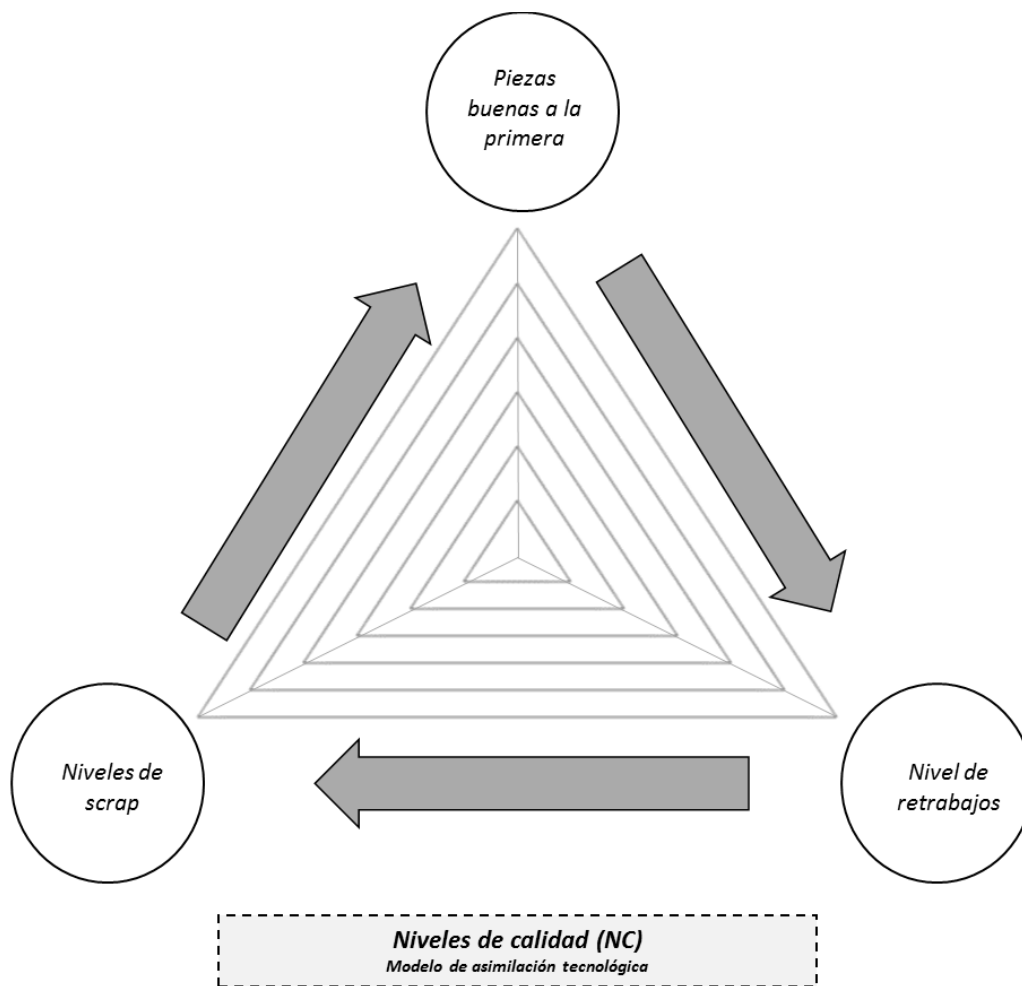 Piezas
buenas a la
primera
Niveles de
scrap
Nivel de
retrabajos
Niveles de calidad (NC)
Modelo de asimilación tecnológica